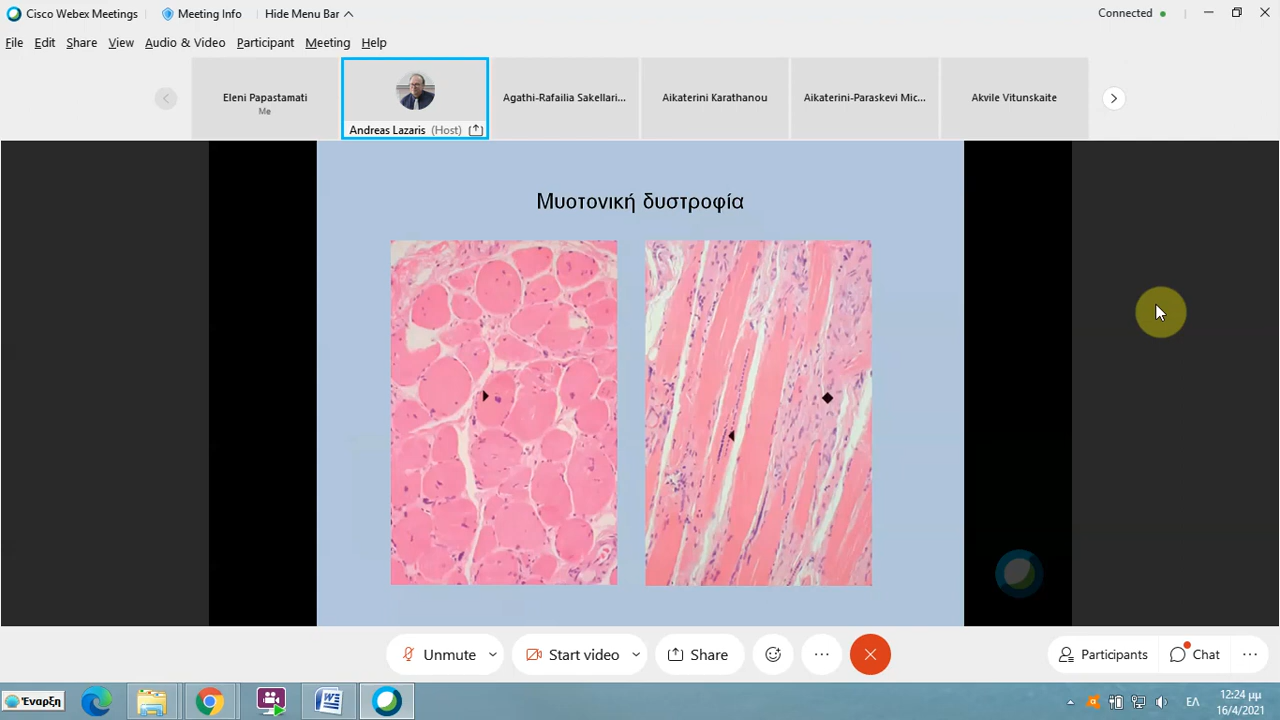 Cisco Webex Meetings
Meeting Info
Hide Menu Bar
Connected
File Edit Share View Audio & Video Participant Meeting Help
Eleni Papastamati
Me
Andreas Lazaris (Host)
Agathi-Rafailia Sakellari...
Aikaterini Karathanou
Aikaterini-Paraskevi Mic...
Akvile Vitunskaite
Μυοτονική δυστροφία
Unmute
Start video
Share
Participants
Chat
Έναρξη
ΕΛ
12:24 μμ
16/4/2021